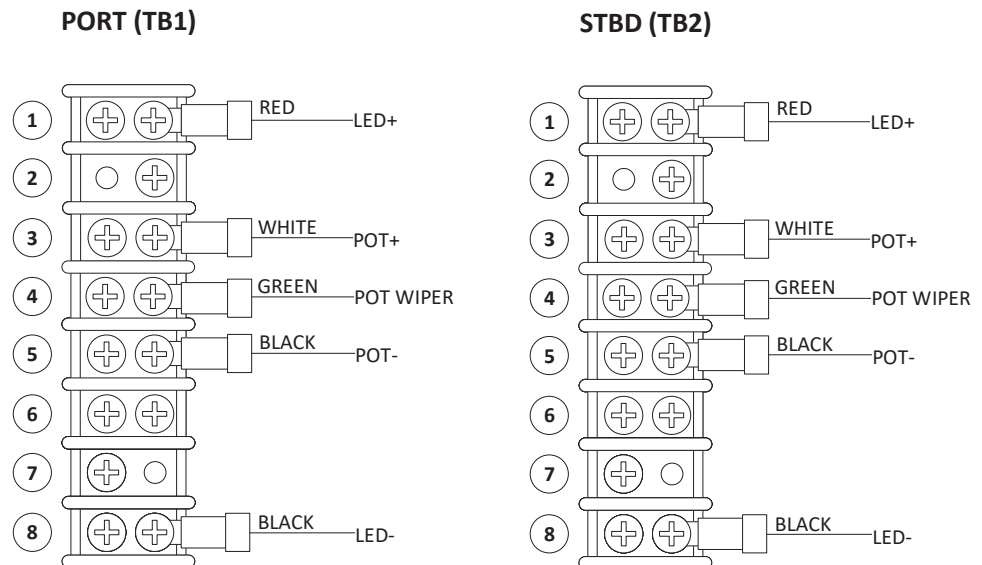 PORT (TB1)
1 RED LED+
2
3 WHITE POT+
4 GREEN POT WIPER
5 BLACK POT-
6
7
8 BLACK LED-
STBD (TB2)
1 RED LED+
2
3 WHITE POT+
4 GREEN POT WIPER
5 BLACK POT-
6
7
8 BLACK LED-